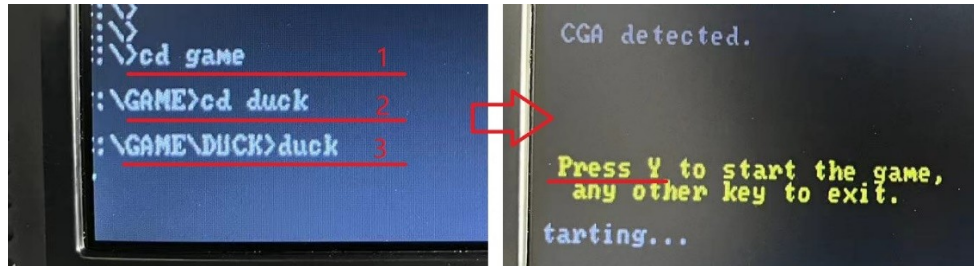 :\>
:\>
:\>cd game 1
:\GAME>cd duck 2
:\GAME\DUCK>duck 3
CGA detected.
Press Y to start the game,
any other key to exit.
tarting...